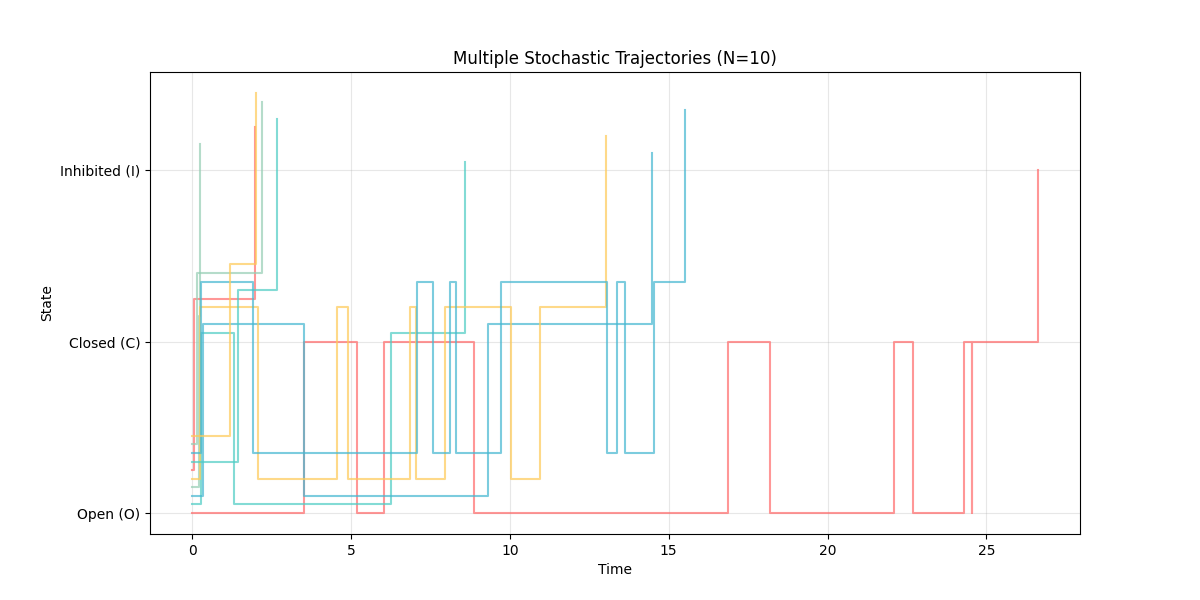 Multiple Stochastic Trajectories (N=10)
State
Inhibited (I)
Closed (C)
Open (O)
0 5 10 15 20 25
Time